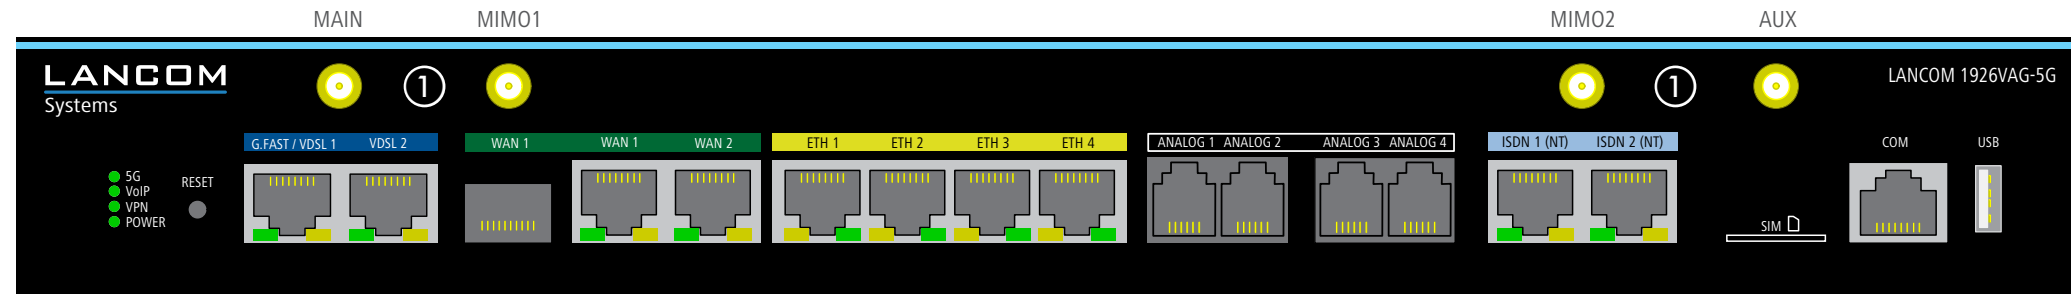 MAIN MIMO1 MIMO2 AUX
LANCOM
Systems
1 1
LANCOM 1926VAG-5G
G.FAST / VDSL 1 VDSL 2 WAN 1 WAN 1 WAN 2 ETH 1 ETH 2 ETH 3 ETH 4 ANALOG 1 ANALOG 2 ANALOG 3 ANALOG 4 ISDN 1 (NT) ISDN 2 (NT) COM USB
5G
VoIP
VPN
POWER
RESET
SIM